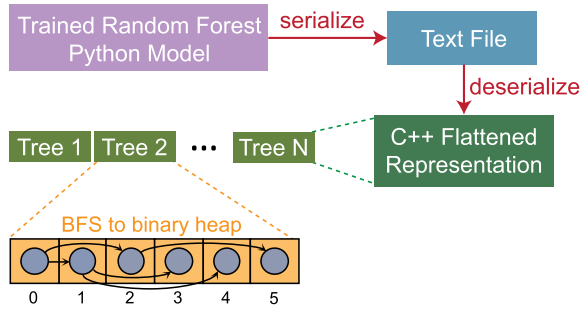 Trained Random Forest
Python Model
serialize
Text File
deserialize
Tree 1
Tree 2
•••
Tree N
C++ Flattened
Representation
BFS to binary heap
0 1 2 3 4 5